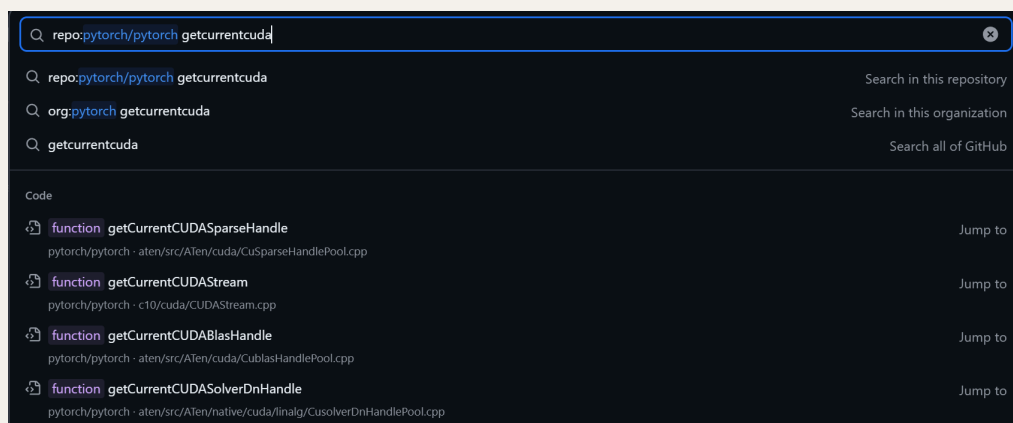 repo:pytorch/pytorch getcurrentcuda
repo:pytorch/pytorch getcurrentcuda Search in this repository
org:pytorch getcurrentcuda Search in this organization
getcurrentcuda Search all of GitHub
Code
function getCurrentCUDASparseHandle Jump to
pytorch/pytorch · aten/src/ATen/cuda/CuSparseHandlePool.cpp
function getCurrentCUDAStream Jump to
pytorch/pytorch · c10/cuda/CUDAStream.cpp
function getCurrentCUDABlasHandle Jump to
pytorch/pytorch · aten/src/ATen/cuda/CublasHandlePool.cpp
function getCurrentCUDASolverDnHandle Jump to
pytorch/pytorch · aten/src/ATen/native/cuda/linalg/CusolverDnHandlePool.cpp